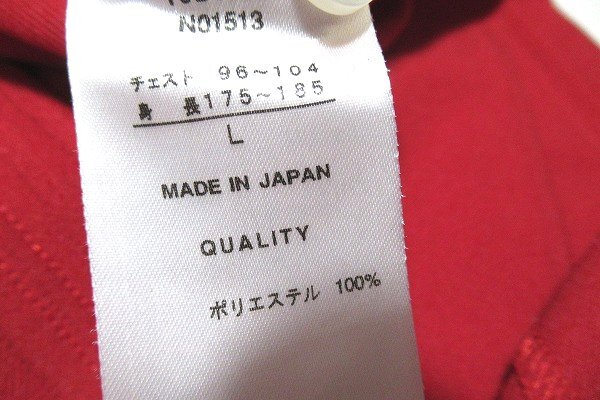 N01513
チェスト 96～104
身 長175～185
L
MADE IN JAPAN
QUALITY
ポリエステル 100%